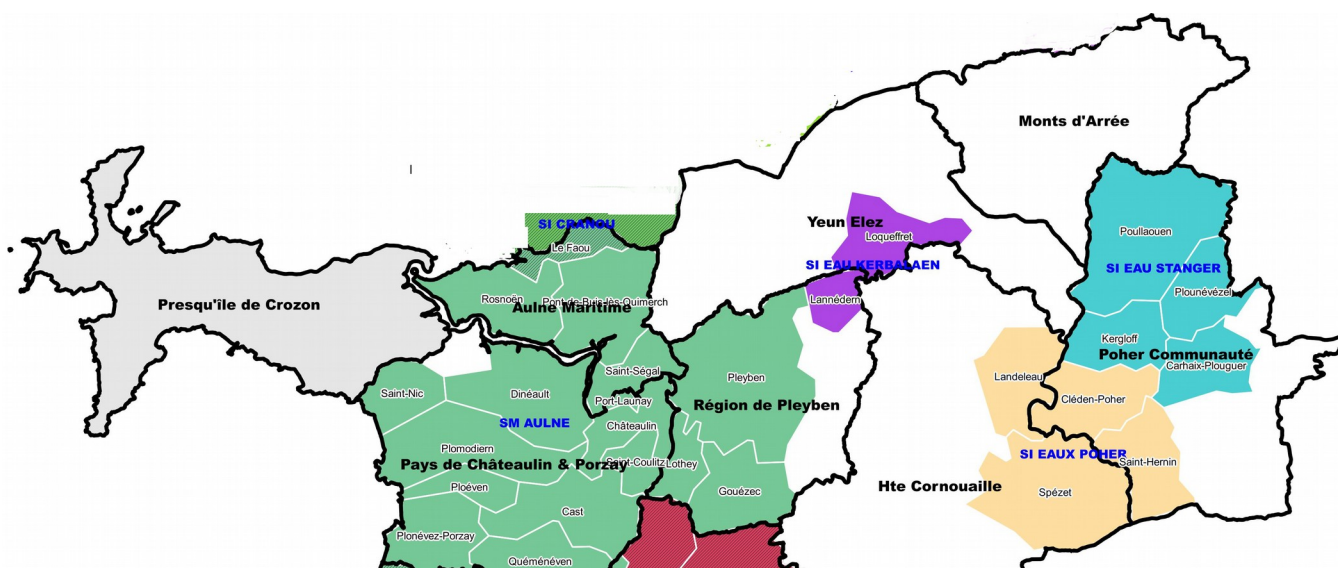 Monts d'Arrée
Yeun Elez
SI CRANOU
Loqueffret
Poullaouen
Le Faou
SI EAU KERBALAEN
SI EAU STANGER
Presqu'île de Crozon
Rosnoën
Pont-de-Buis-lès-Quimerch
Lannédern
Plounévézel
Aulne Maritime
Kergloff
Poher Communauté
Carhaix-Plouguer
Saint-Ségal
Pleyben
Landeleau
Saint-Nic
Dinéault
Port-Launay
Cléden-Poher
Région de Pleyben
SM AULNE
Châteaulin
Plomodiern
Pays de Châteaulin & Porzay
Saint-Coulitz
Lothey
SI EAUX POHER
Saint-Hernin
Ploéven
Gouézec
Hte Cornouaille
Spézet
Cast
Plonévez-Porzay
Quéménéven